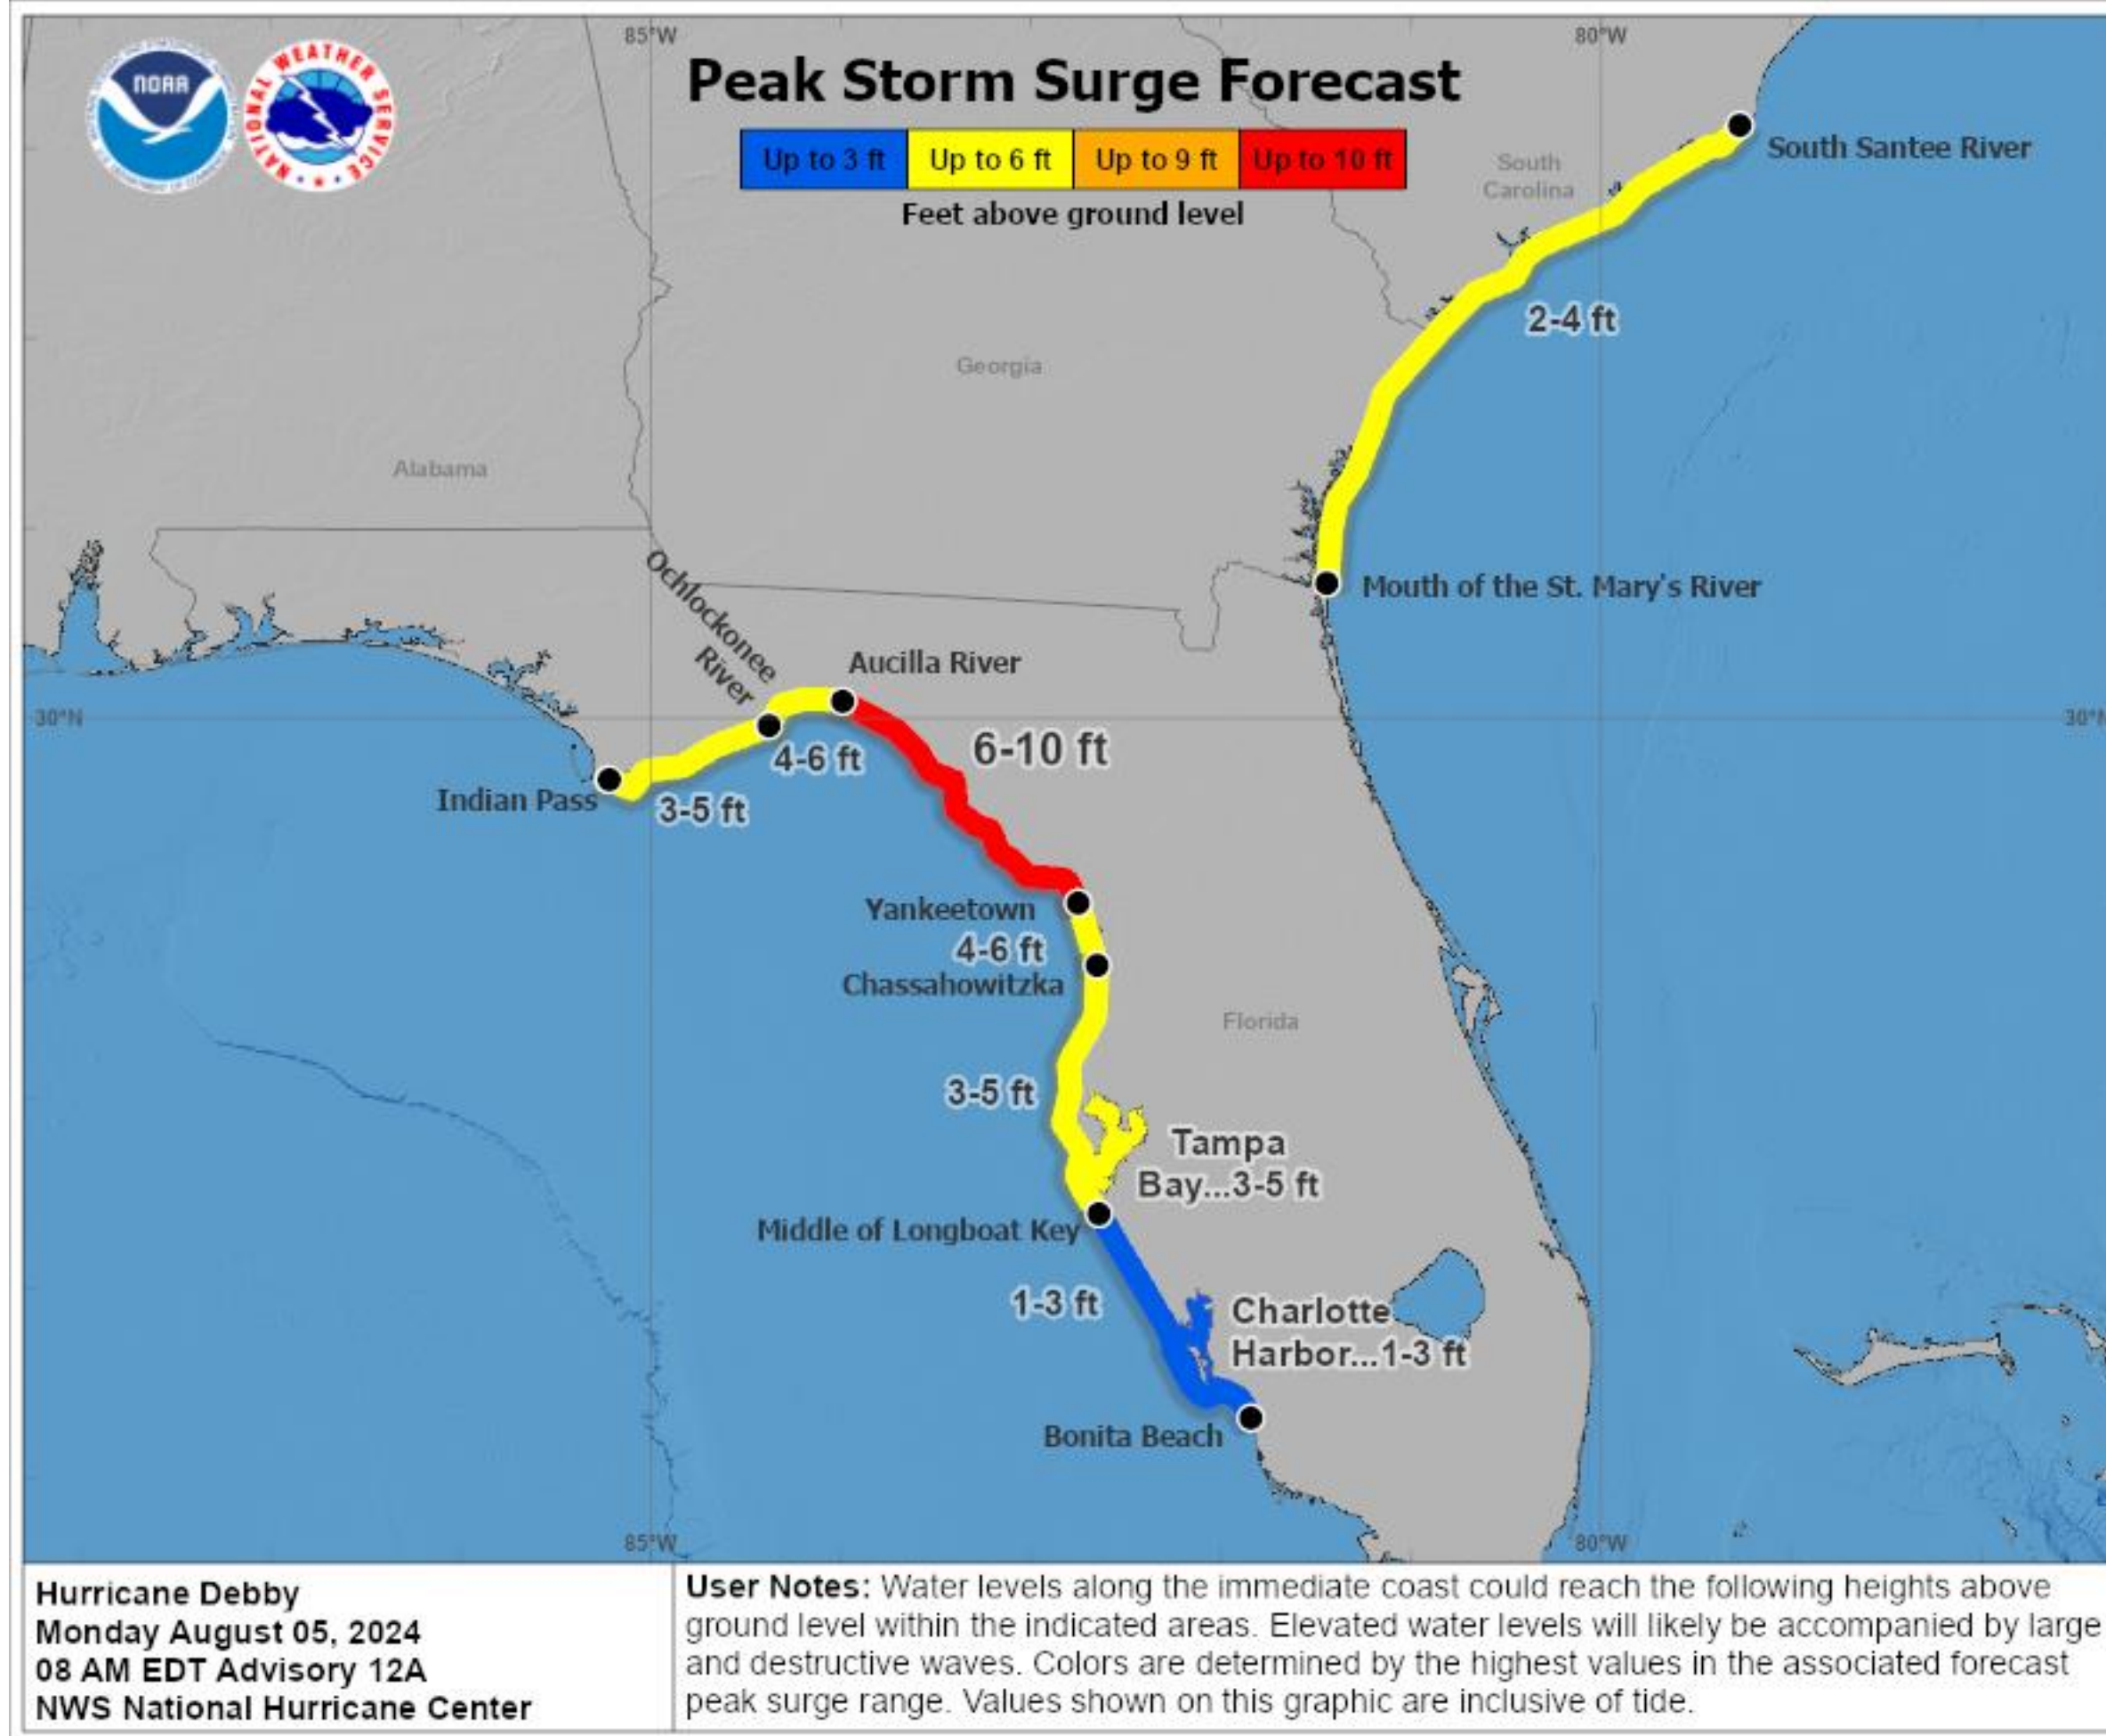 85°W
80°W
NOAA
NATIONAL WEATHER SERVICE
Peak Storm Surge Forecast
Up to 3 ft
Up to 6 ft
Up to 9 ft
Up to 10 ft
Feet above ground level
South Santee River
South
Carolina
2-4 ft
Georgia
Alabama
Mouth of the St. Mary's River
Ochlockonee
River
Aucilla River
30°N
30°N
6-10 ft
4-6 ft
Indian Pass
3-5 ft
Yankeetown
4-6 ft
Chassahowitzka
Florida
3-5 ft
Tampa
Bay...3-5 ft
Middle of Longboat Key
1-3 ft
Charlotte
Harbor...1-3 ft
Bonita Beach
85°W
80°W
Hurricane Debby
Monday August 05, 2024
08 AM EDT Advisory 12A
NWS National Hurricane Center
User Notes: Water levels along the immediate coast could reach the following heights above
ground level within the indicated areas. Elevated water levels will likely be accompanied by large
and destructive waves. Colors are determined by the highest values in the associated forecast
peak surge range. Values shown on this graphic are inclusive of tide.